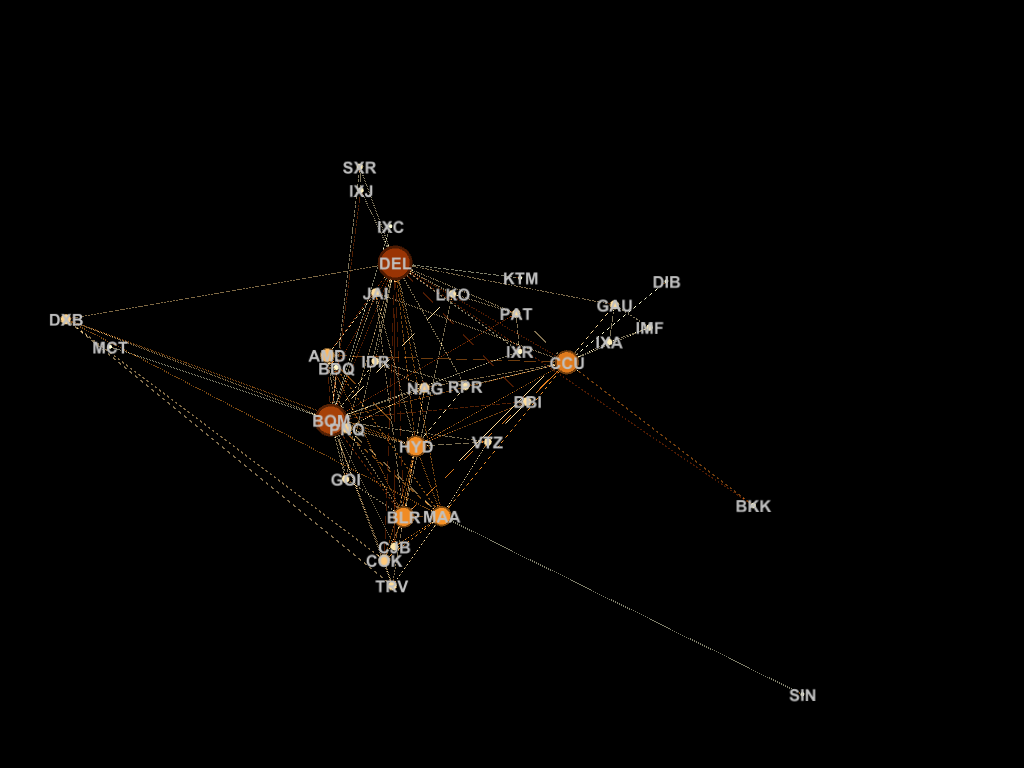 SXR
IXJ
IXC
DEL
KTM
DIB
JAI
LKO
GAU
PAT
DXB
IMF
MCT
IXA
IXR
AMD
BDQ
IDR
CCU
NAG
RPR
BBI
BOM
PNQ
HYD
VTZ
GOI
BKK
BLR
MAA
CJB
COK
TRV
SIN